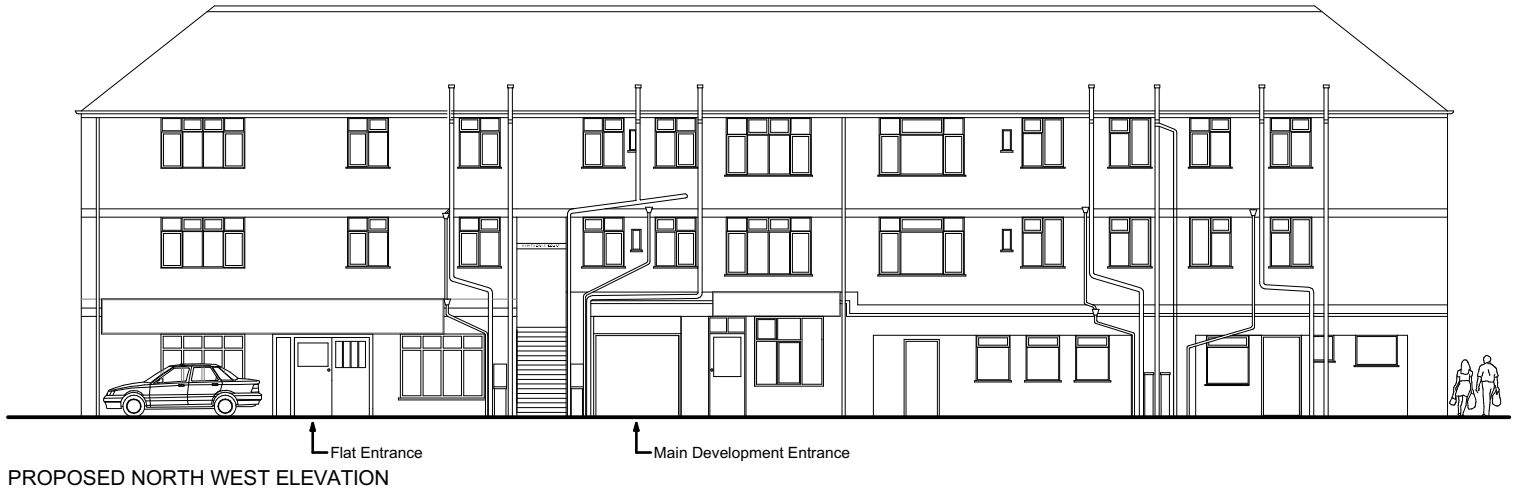 Flat Entrance
Main Development Entrance
PROPOSED NORTH WEST ELEVATION